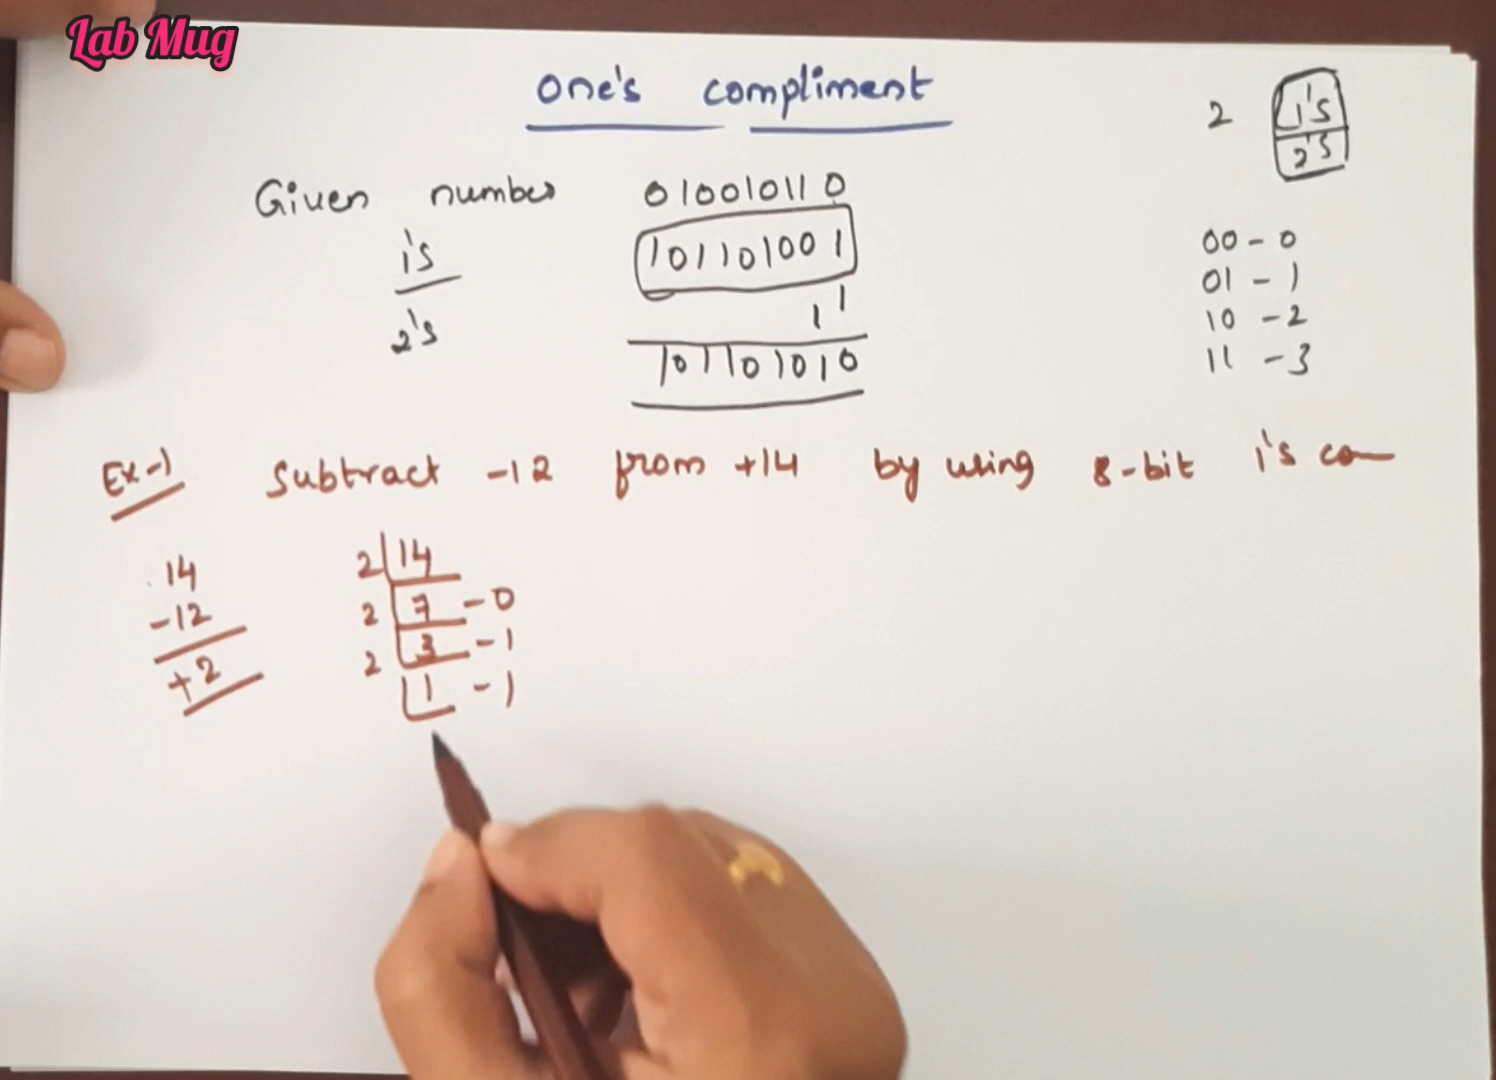 Lab Mug
One's compliment
2 1's
2's
Given number 010010110
1's 101101001
1 1
2's 101101010
00 - 0
01 - 1
10 - 2
11 - 3
Ex-1 Subtract -12 from +14 by using 8-bit 1's co
14
-12
+2
2 14
2 7 - 0
2 3 - 1
1 - 1